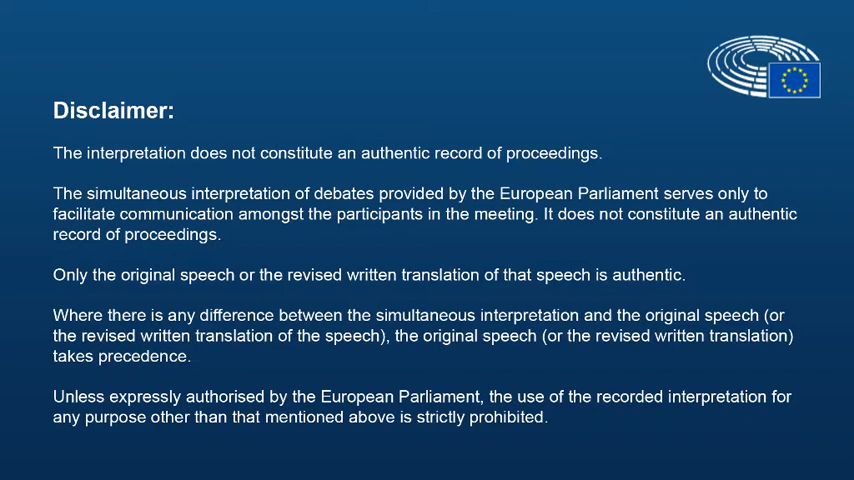 Disclaimer:
The interpretation does not constitute an authentic record of proceedings.
The simultaneous interpretation of debates provided by the European Parliament serves only to
facilitate communication amongst the participants in the meeting. It does not constitute an authentic
record of proceedings.
Only the original speech or the revised written translation of that speech is authentic.
Where there is any difference between the simultaneous interpretation and the original speech (or
the revised written translation of the speech), the original speech (or the revised written translation)
takes precedence.
Unless expressly authorised by the European Parliament, the use of the recorded interpretation for
any purpose other than that mentioned above is strictly prohibited.